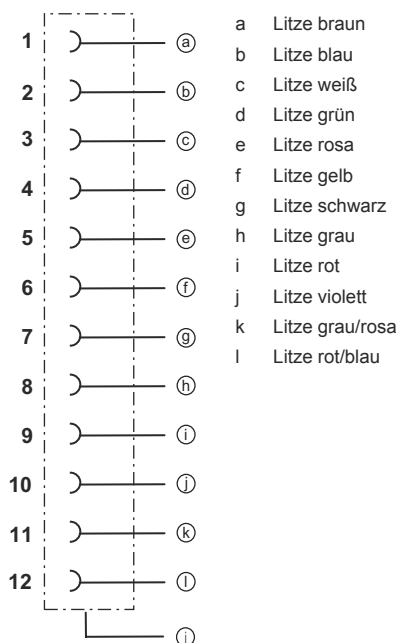 1 a
2 b
3 c
4 d
5 e
6 f
7 g
8 h
9 i
10 j
11 k
12 l
a Litze braun
b Litze blau
c Litze weiß
d Litze grün
e Litze rosa
f Litze gelb
g Litze schwarz
h Litze grau
i Litze rot
j Litze violett
k Litze grau/rosa
l Litze rot/blau